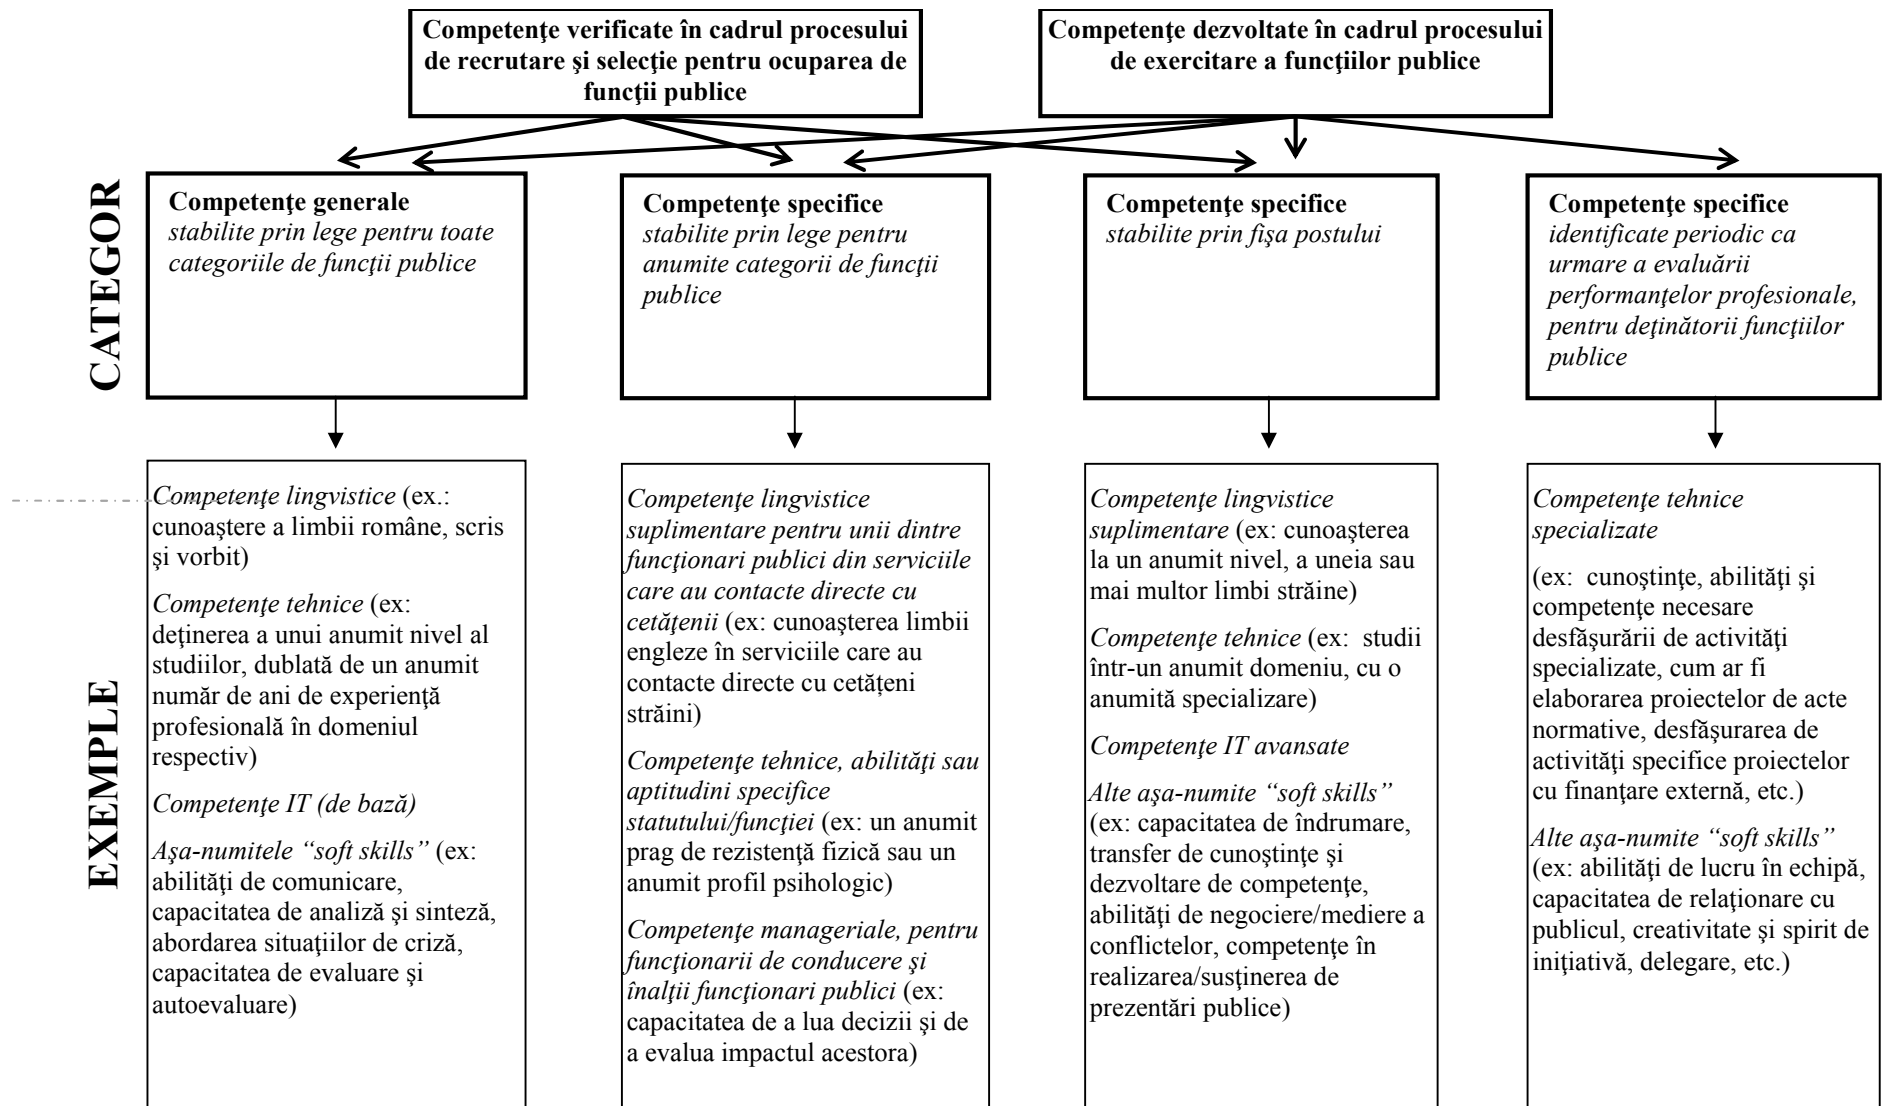 Competenţe verificate în cadrul procesului
de recrutare şi selecţie pentru ocuparea de
funcţii publice
Competenţe dezvoltate în cadrul procesului
de exercitare a funcţiilor publice
CATEGOR
Competenţe generale
stabilite prin lege pentru toate
categoriile de funcţii publice
Competenţe specifice
stabilite prin lege pentru
anumite categorii de funcţii
publice
Competenţe specifice
stabilite prin fişa postului
Competenţe specifice
identificate periodic ca
urmare a evaluării
performanţelor profesionale,
pentru deţinătorii funcţiilor
publice
EXEMPLE
Competenţe lingvistice (ex.:
cunoaştere a limbii române, scris
şi vorbit)
Competenţe tehnice (ex:
deţinerea a unui anumit nivel al
studiilor, dublată de un anumit
număr de ani de experienţă
profesională în domeniul
respectiv)
Competenţe IT (de bază)
Aşa-numitele “soft skills” (ex:
abilităţi de comunicare,
capacitatea de analiză şi sinteză,
abordarea situaţiilor de criză,
capacitatea de evaluare şi
autoevaluare)
Competenţe lingvistice
suplimentare pentru unii dintre
funcţionari publici din serviciile
care au contacte directe cu
cetăţenii (ex: cunoaşterea limbii
engleze în serviciile care au
contacte directe cu cetățeni
străini)
Competenţe tehnice, abilităţi sau
aptitudini specifice
statutului/funcţiei (ex: un anumit
prag de rezistenţă fizică sau un
anumit profil psihologic)
Competenţe manageriale, pentru
funcţionarii de conducere şi
înalţii funcţionari publici (ex:
capacitatea de a lua decizii şi de
a evalua impactul acestora)
Competenţe lingvistice
suplimentare (ex: cunoaşterea
la un anumit nivel, a uneia sau
mai multor limbi străine)
Competenţe tehnice (ex:  studii
într-un anumit domeniu, cu o
anumită specializare)
Competenţe IT avansate
Alte aşa-numite “soft skills”
(ex: capacitatea de îndrumare,
transfer de cunoştinţe şi
dezvoltare de competenţe,
abilităţi de negociere/mediere a
conflictelor, competenţe în
realizarea/susţinerea de
prezentări publice)
Competenţe tehnice
specializate
(ex:  cunoştinţe, abilităţi şi
competenţe necesare
desfăşurării de activităţi
specializate, cum ar fi
elaborarea proiectelor de acte
normative, desfăşurarea de
activităţi specifice proiectelor
cu finanţare externă, etc.)
Alte aşa-numite “soft skills”
(ex: abilităţi de lucru în echipă,
capacitatea de relaţionare cu
publicul, creativitate şi spirit de
iniţiativă, delegare, etc.)